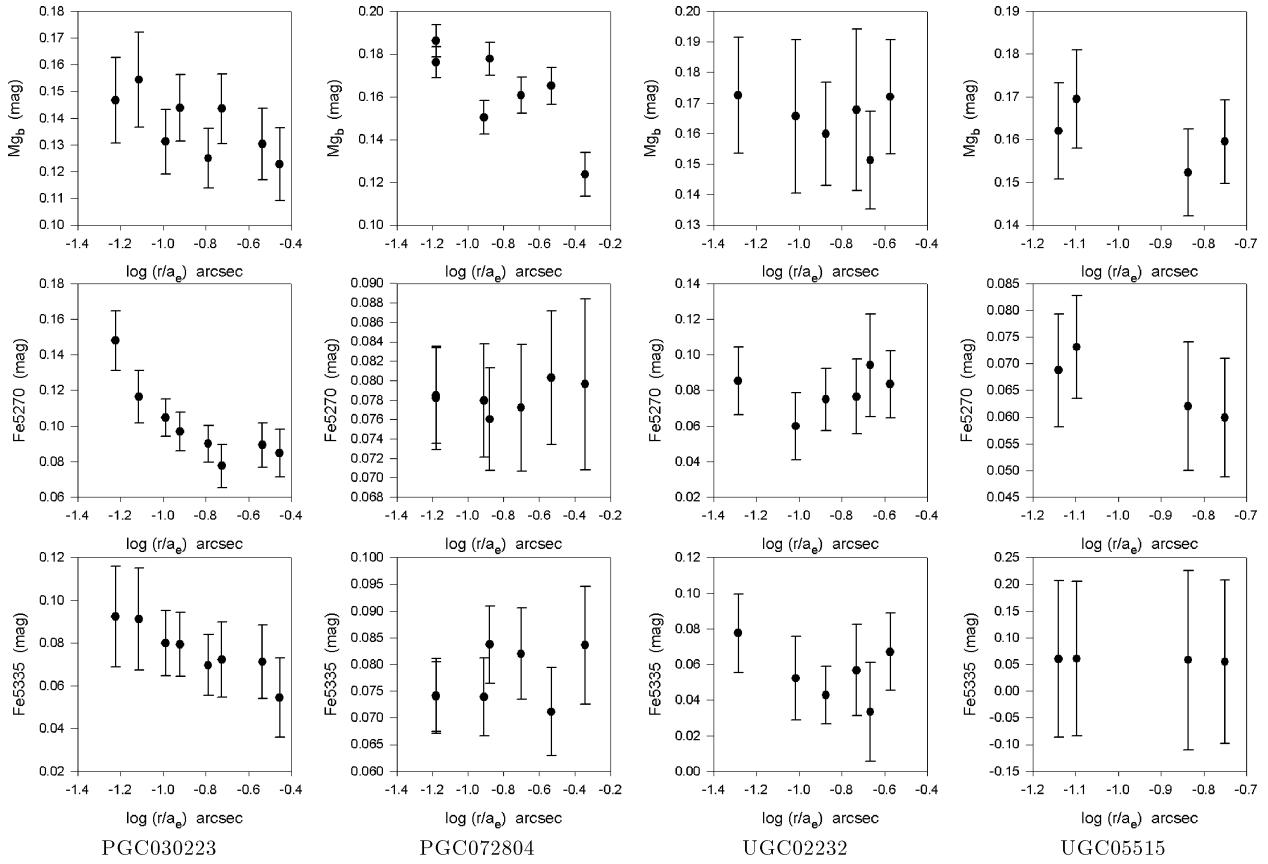 0.18
0.17
0.16
0.15
0.14
0.13
0.12
0.11
0.10
Mg_b (mag)
-1.4 -1.2 -1.0 -0.8 -0.6 -0.4
log (r/a_e) arcsec
0.20
0.18
0.16
0.14
0.12
0.10
Mg_b (mag)
-1.4 -1.2 -1.0 -0.8 -0.6 -0.4 -0.2
log (r/a_e) arcsec
0.20
0.19
0.18
0.17
0.16
0.15
0.14
0.13
Mg_b (mag)
-1.4 -1.2 -1.0 -0.8 -0.6 -0.4
log (r/a_e) arcsec
0.19
0.18
0.17
0.16
0.15
0.14
Mg_b (mag)
-1.2 -1.1 -1.0 -0.9 -0.8 -0.7
log (r/a_e) arcsec
0.18
0.16
0.14
0.12
0.10
0.08
0.06
Fe5270 (mag)
-1.4 -1.2 -1.0 -0.8 -0.6 -0.4
log (r/a_e) arcsec
0.090
0.088
0.086
0.084
0.082
0.080
0.078
0.076
0.074
0.072
0.070
0.068
Fe5270 (mag)
-1.4 -1.2 -1.0 -0.8 -0.6 -0.4 -0.2
log (r/a_e) arcsec
0.14
0.12
0.10
0.08
0.06
0.04
0.02
Fe5270 (mag)
-1.4 -1.2 -1.0 -0.8 -0.6 -0.4
log (r/a_e) arcsec
0.085
0.080
0.075
0.070
0.065
0.060
0.055
0.050
0.045
Fe5270 (mag)
-1.2 -1.1 -1.0 -0.9 -0.8 -0.7
log (r/a_e) arcsec
0.12
0.10
0.08
0.06
0.04
0.02
Fe5335 (mag)
-1.4 -1.2 -1.0 -0.8 -0.6 -0.4
log (r/a_e) arcsec
0.100
0.095
0.090
0.085
0.080
0.075
0.070
0.065
0.060
Fe5335 (mag)
-1.4 -1.2 -1.0 -0.8 -0.6 -0.4 -0.2
log (r/a_e) arcsec
0.12
0.10
0.08
0.06
0.04
0.02
0.00
Fe5335 (mag)
-1.4 -1.2 -1.0 -0.8 -0.6 -0.4
log (r/a_e) arcsec
0.25
0.20
0.15
0.10
0.05
0.00
-0.05
-0.10
-0.15
Fe5335 (mag)
-1.2 -1.1 -1.0 -0.9 -0.8 -0.7
log (r/a_e) arcsec
PGC030223 PGC072804 UGC02232 UGC05515